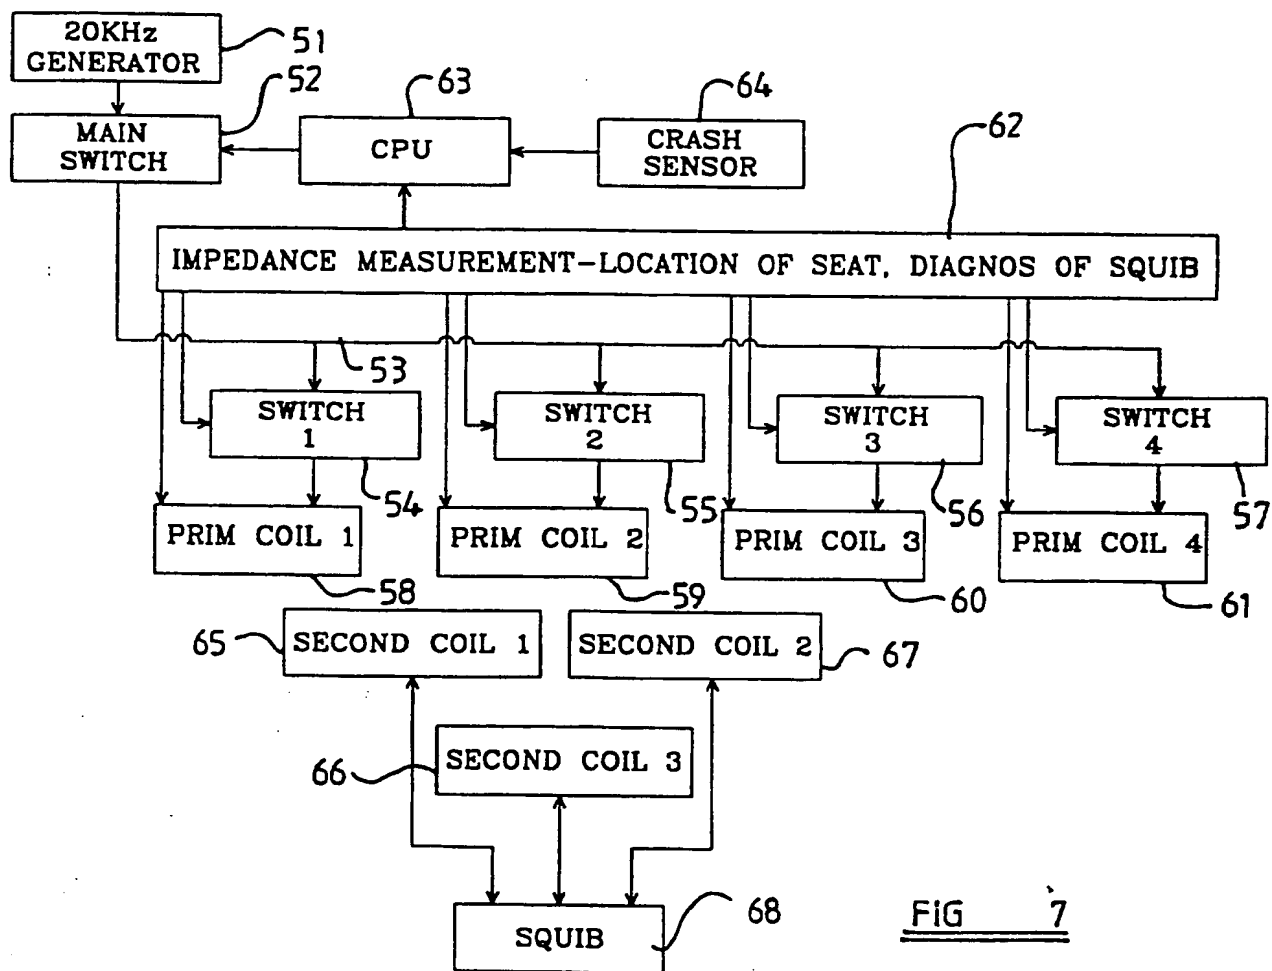 20KHz
GENERATOR
51
52
MAIN
SWITCH
63
CPU
64
CRASH
SENSOR
62
IMPEDANCE MEASUREMENT-LOCATION OF SEAT. DIAGNOS OF SQUIB
53
SWITCH
1
SWITCH
2
SWITCH
3
SWITCH
4
54
55
56
57
PRIM COIL 1
PRIM COIL 2
PRIM COIL 3
PRIM COIL 4
58
59
60
61
65
SECOND COIL 1
SECOND COIL 2
67
66
SECOND COIL 3
68
SQUIB
FIG 7